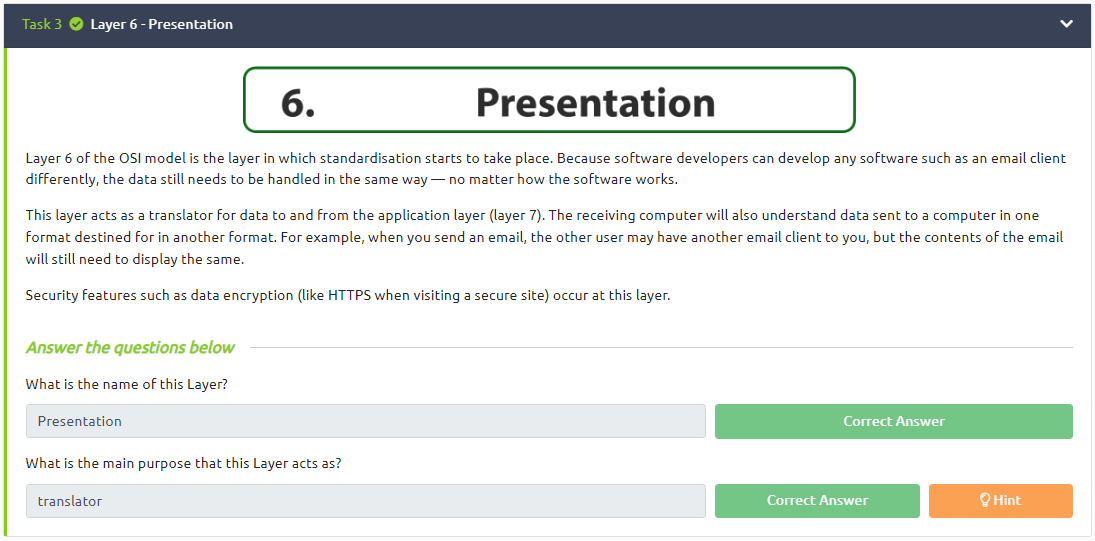 Task 3 Layer 6 - Presentation
6. Presentation
Layer 6 of the OSI model is the layer in which standardisation starts to take place. Because software developers can develop any software such as an email client
differently, the data still needs to be handled in the same way — no matter how the software works.
This layer acts as a translator for data to and from the application layer (layer 7). The receiving computer will also understand data sent to a computer in one
format destined for in another format. For example, when you send an email, the other user may have another email client to you, but the contents of the email
will still need to display the same.
Security features such as data encryption (like HTTPS when visiting a secure site) occur at this layer.
Answer the questions below
What is the name of this Layer?
Presentation Correct Answer
What is the main purpose that this Layer acts as?
translator Correct Answer Hint